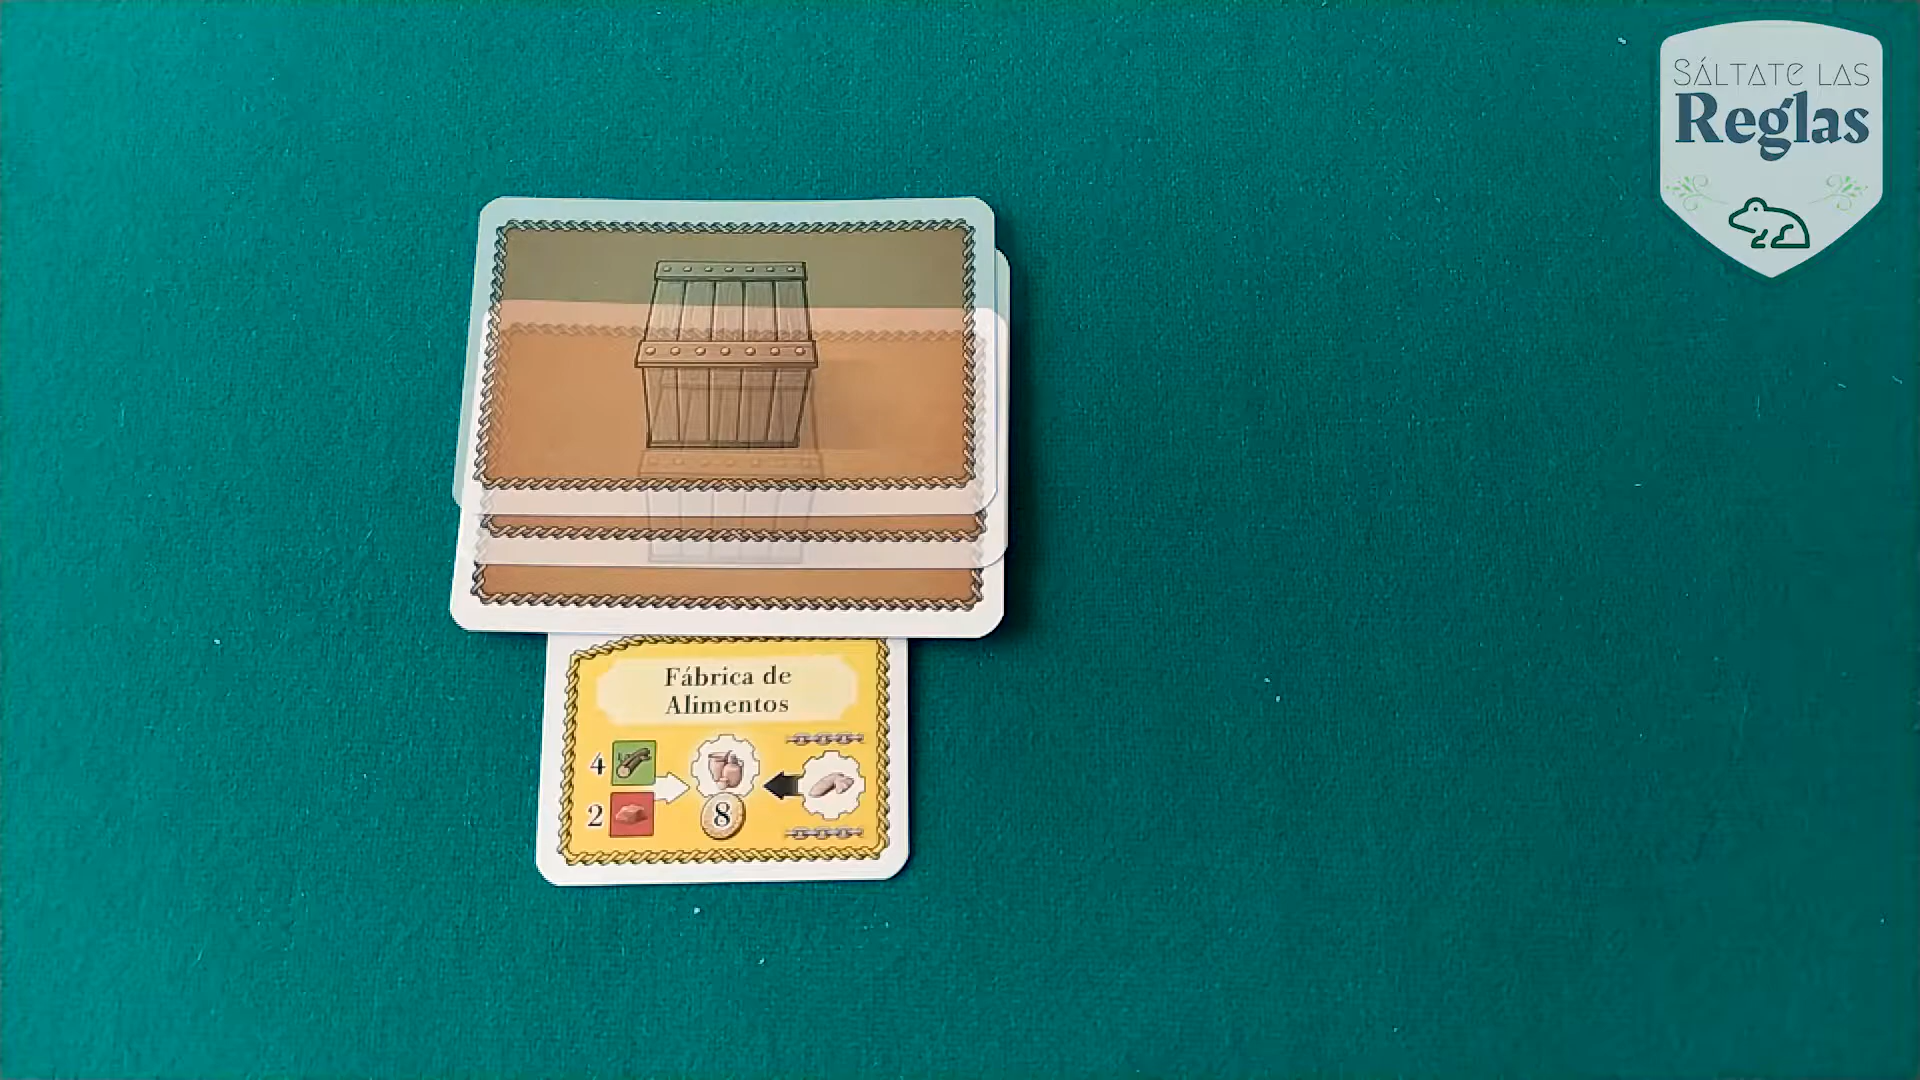 SÁLTATE LAS
Reglas
Fábrica de
Alimentos
4
2
8